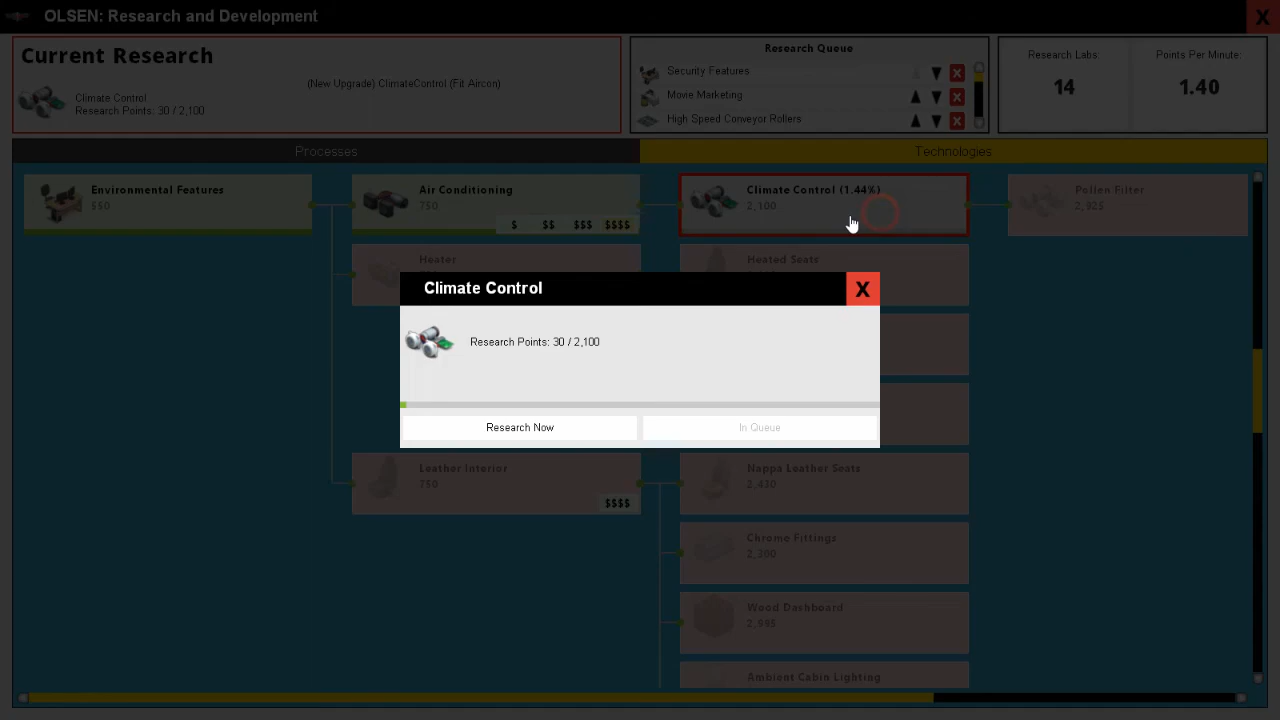 OLSEN: Research and Development
X
Current Research
(New Upgrade) ClimateControl (Fit Aircon)
Climate Control
Research Points: 30 / 2,100
Research Queue
Security Features
Movie Marketing
High Speed Conveyor Rollers
Research Labs:
14
Points Per Minute:
1.40
Processes
Technologies
Environmental Features
550
Air Conditioning
750
$ $$ $$$ $$$$
Climate Control (1.44%)
2,100
Pollen Filter
2,925
Heater
Heated Seats
Climate Control
X
Research Points: 30 / 2,100
Research Now
In Queue
Leather Interior
750
$$$$
Nappa Leather Seats
2,430
Chrome Fittings
Wood Dashboard
Ambient Cabin Lighting